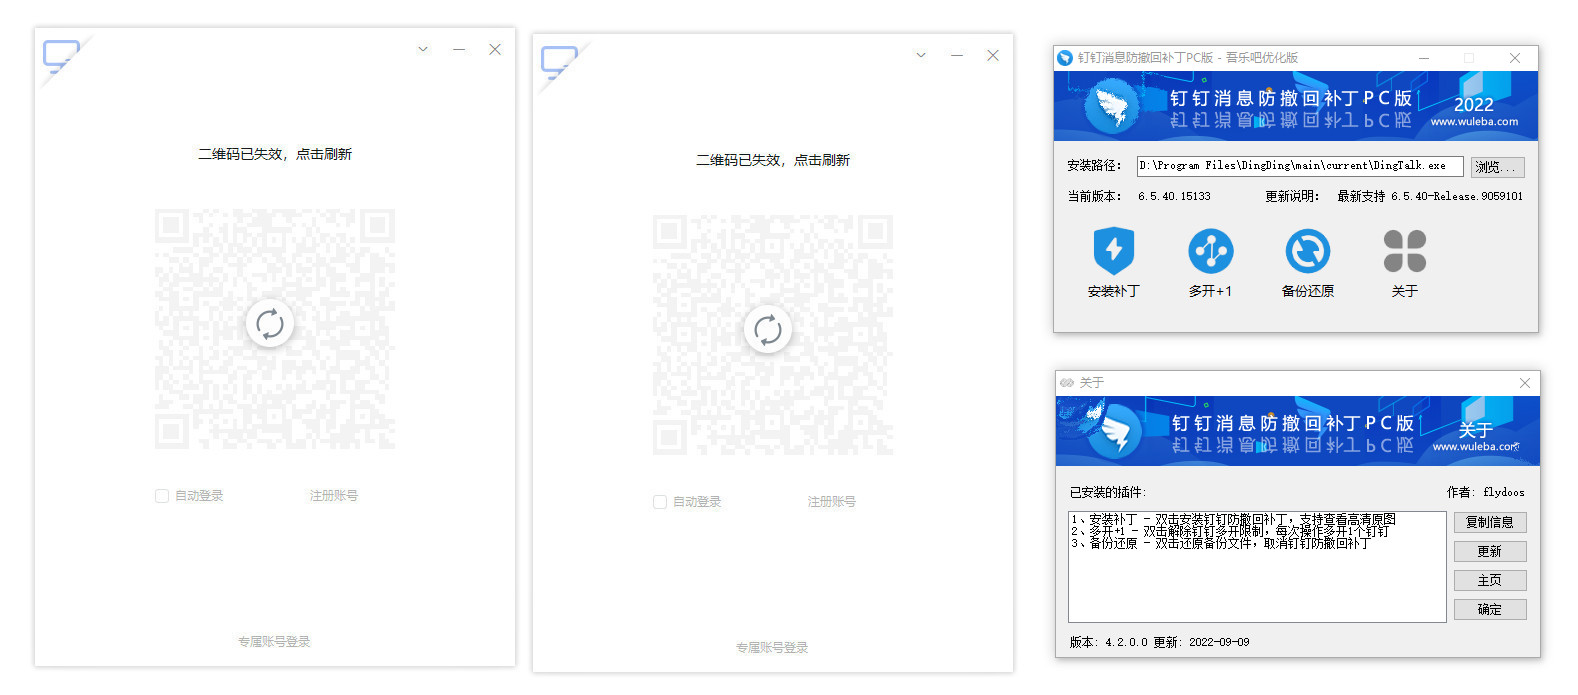 二维码已失效，点击刷新
自动登录
注册账号
专属账号登录
二维码已失效，点击刷新
自动登录
注册账号
专属账号登录
钉钉消息防撤回补丁PC版 - 吾乐吧优化版
钉钉消息防撤回补丁PC版
2022
www.wuleba.com
安装路径：
D:\Program Files\DingDing\main\current\DingTalk.exe
浏览...
当前版本：
6.5.40.15133
更新说明：
最新支持 6.5.40-Release.9059101
安装补丁
多开+1
备份还原
关于
关于
钉钉消息防撤回补丁PC版
关于
www.wuleba.com
已安装的插件:
作者: flydoos
1、安装补丁 - 双击安装钉钉防撤回补丁，支持查看高清原图
2、多开+1 - 双击解除钉钉多开限制，每次操作多开1个钉钉
3、备份还原 - 双击还原备份文件，取消钉钉防撤回补丁
复制信息
更新
主页
确定
版本: 4.2.0.0 更新: 2022-09-09